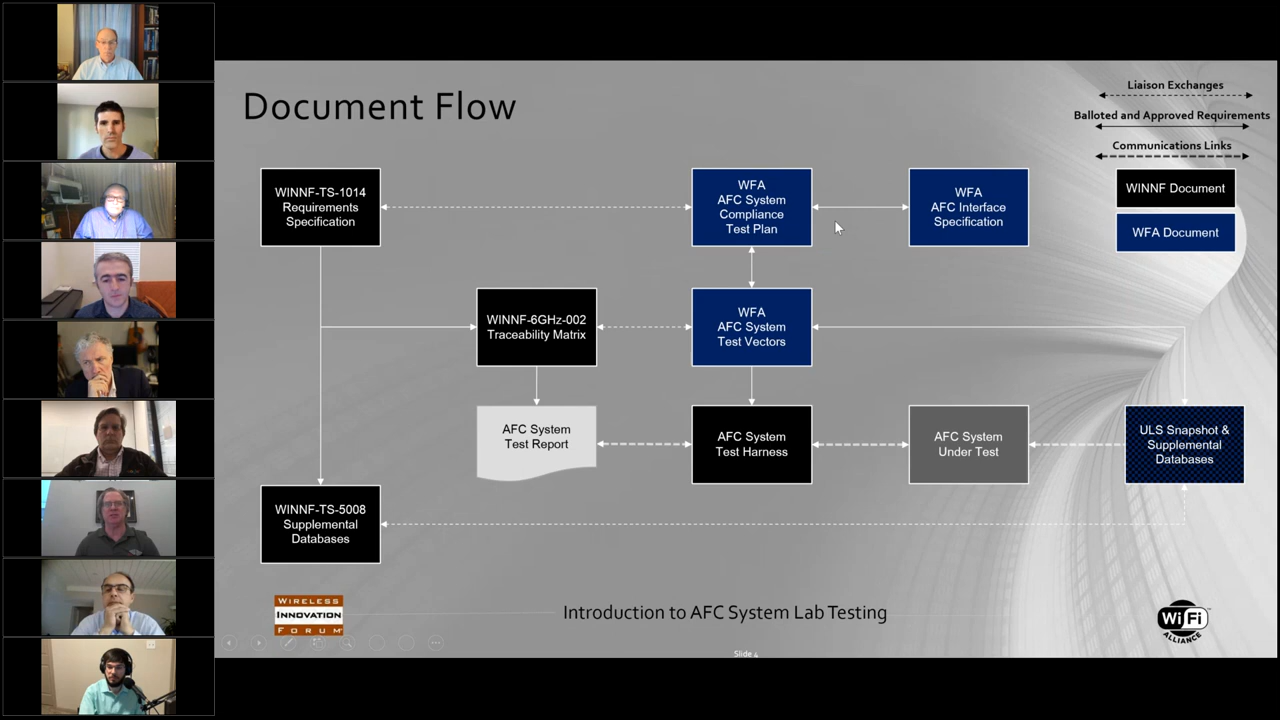 Document Flow
Liaison Exchanges
Balloted and Approved Requirements
Communications Links
WINNF Document
WFA Document
WINNF-TS-1014
Requirements
Specification
WFA
AFC System
Compliance
Test Plan
WFA
AFC Interface
Specification
WINNF-6GHz-002
Traceability Matrix
WFA
AFC System
Test Vectors
AFC System
Test Report
AFC System
Test Harness
AFC System
Under Test
ULS Snapshot &
Supplemental
Databases
WINNF-TS-5008
Supplemental
Databases
WIRELESS
INNOVATION
FORUM
Introduction to AFC System Lab Testing
Wi Fi
ALLIANCE
Slide 4